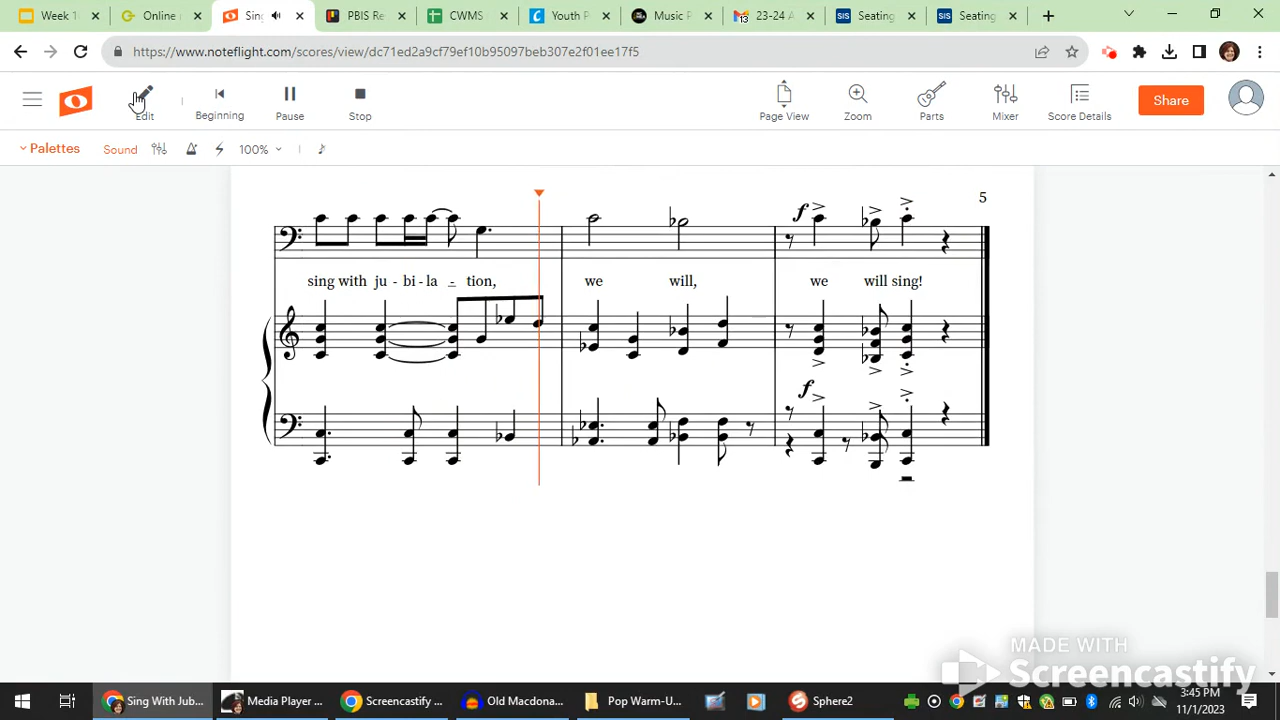 Week 1
Online
Sing
PBIS Re
CWMS
Youth P
Music P
23-24 A
SIS
Seating
SIS
Seating
https://www.noteflight.com/scores/view/dc71ed2a9cf79ef10b95097beb307e2f01ee17f5
Edit
Beginning
Pause
Stop
Page View
Zoom
Parts
Mixer
Score Details
Share
Palettes
Sound
100%
5
f
sing with ju - bi - la - tion,
we will,
we will sing!
f
MADE WITH
Screencastify
Sing With Jub...
Media Player ...
Screencastify ...
Old Macdona...
Pop Warm-U...
Sphere2
3:45 PM
11/1/2023